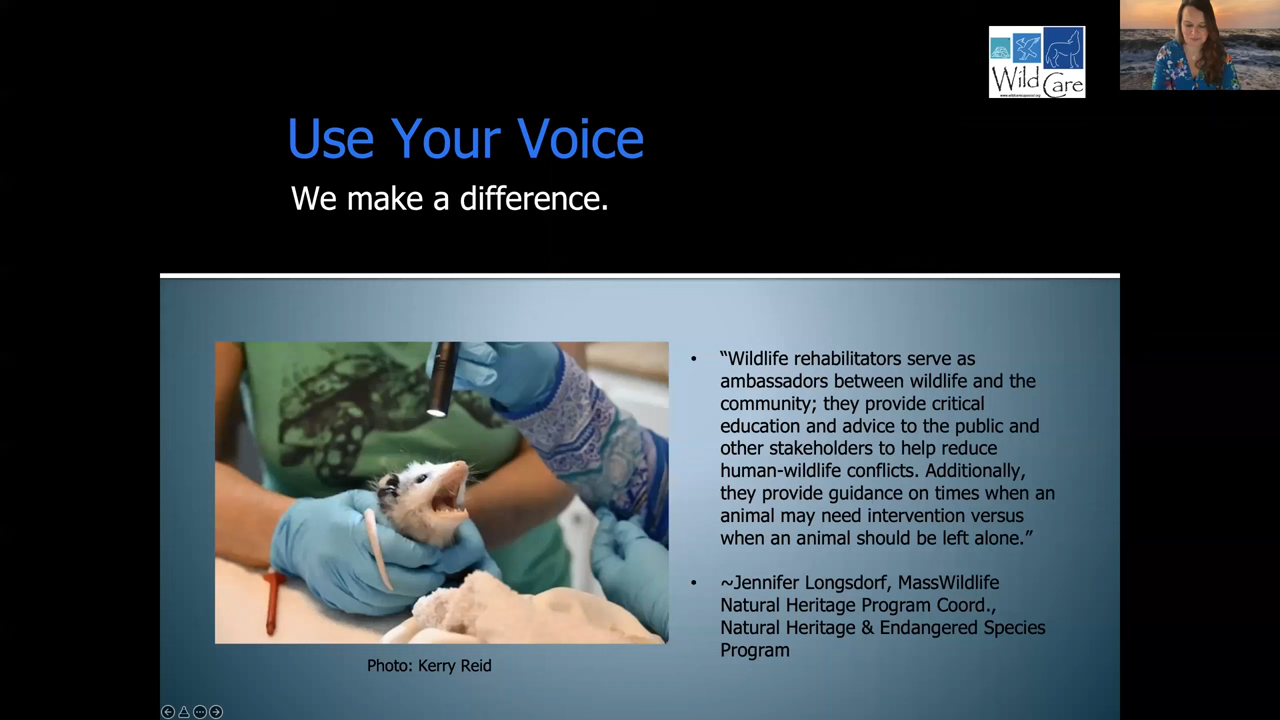 Wild Care
Use Your Voice
We make a difference.
• “Wildlife rehabilitators serve as
ambassadors between wildlife and the
community; they provide critical
education and advice to the public and
other stakeholders to help reduce
human-wildlife conflicts. Additionally,
they provide guidance on times when an
animal may need intervention versus
when an animal should be left alone.”
• ~Jennifer Longsdorf, MassWildlife
Natural Heritage Program Coord.,
Natural Heritage & Endangered Species
Program
Photo: Kerry Reid